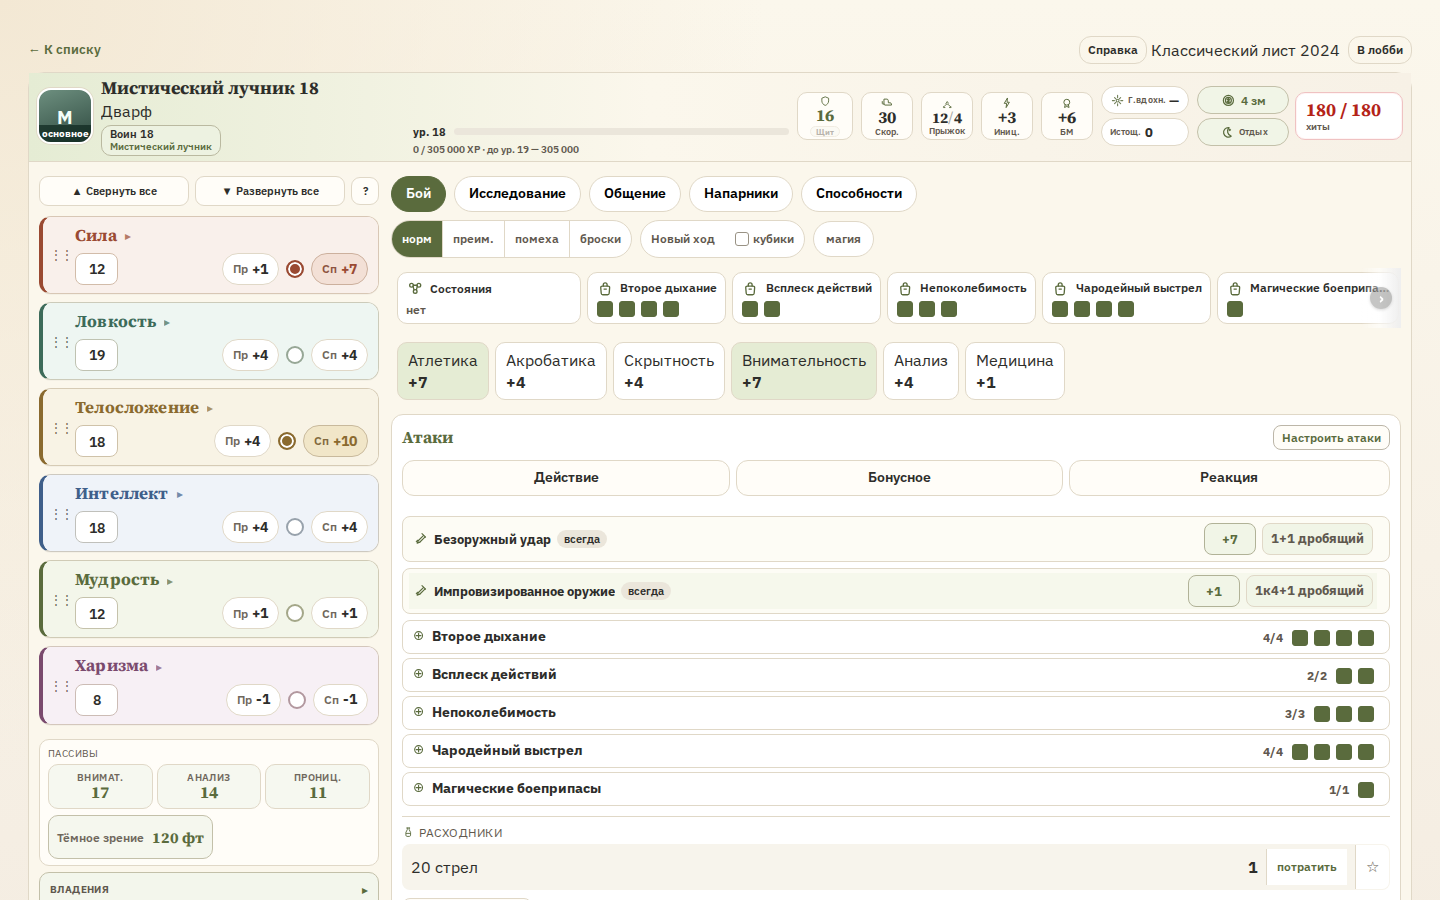 ← К списку
Справка Классический лист 2024 В лобби
М
основное
Мистический лучник 18
Дварф
Воин 18
Мистический лучник
ур. 18
0 / 305 000 XP · до ур. 19 — 305 000
16
Щит
30
Скор.
12/4
Прыжок
+3
Иниц.
+6
БМ
Г.вдохн. —
Истощ. 0
4 зм
Отдых
180 / 180
хиты
▲ Свернуть все
▼ Развернуть все
?
Сила ▸
12 Пр +1 Сп +7
Ловкость ▸
19 Пр +4 Сп +4
Телосложение ▸
18 Пр +4 Сп +10
Интеллект ▸
18 Пр +4 Сп +4
Мудрость ▸
12 Пр +1 Сп +1
Харизма ▸
8 Пр -1 Сп -1
ПАССИВЫ
ВНИМАТ.
17
АНАЛИЗ
14
ПРОНИЦ.
11
Тёмное зрение 120 фт
ВЛАДЕНИЯ ▸
Бой Исследование Общение Напарники Способности
норм преим. помеха броски Новый ход кубики магия
Состояния
нет
Второе дыхание
Всплеск действий
Непоколебимость
Чародейный выстрел
Магические боеприпа...
›
Атлетика
+7
Акробатика
+4
Скрытность
+4
Внимательность
+7
Анализ
+4
Медицина
+1
Атаки
Настроить атаки
Действие Бонусное Реакция
Безоружный удар всегда +7 1+1 дробящий
Импровизированное оружие всегда +1 1к4+1 дробящий
Второе дыхание 4/4
Всплеск действий 2/2
Непоколебимость 3/3
Чародейный выстрел 4/4
Магические боеприпасы 1/1
РАСХОДНИКИ
20 стрел 1 потратить ☆